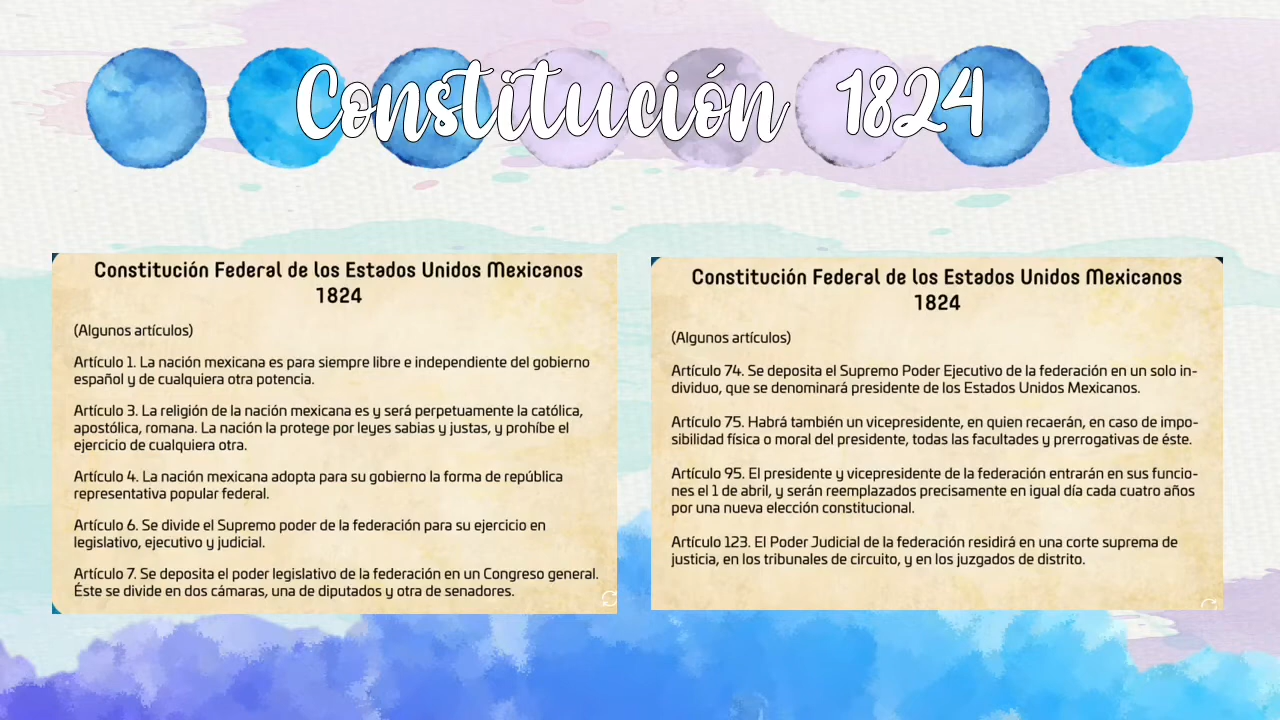 Constitución 1824
Constitución Federal de los Estados Unidos Mexicanos
1824
(Algunos artículos)
Artículo 1. La nación mexicana es para siempre libre e independiente del gobierno
español y de cualquiera otra potencia.
Artículo 3. La religión de la nación mexicana es y será perpetuamente la católica,
apostólica, romana. La nación la protege por leyes sabias y justas, y prohíbe el
ejercicio de cualquiera otra.
Artículo 4. La nación mexicana adopta para su gobierno la forma de república
representativa popular federal.
Artículo 6. Se divide el Supremo poder de la federación para su ejercicio en
legislativo, ejecutivo y judicial.
Artículo 7. Se deposita el poder legislativo de la federación en un Congreso general.
Éste se divide en dos cámaras, una de diputados y otra de senadores.
Constitución Federal de los Estados Unidos Mexicanos
1824
(Algunos artículos)
Artículo 74. Se deposita el Supremo Poder Ejecutivo de la federación en un solo in-
dividuo, que se denominará presidente de los Estados Unidos Mexicanos.
Artículo 75. Habrá también un vicepresidente, en quien recaerán, en caso de impo-
sibilidad física o moral del presidente, todas las facultades y prerrogativas de éste.
Artículo 95. El presidente y vicepresidente de la federación entrarán en sus funcio-
nes el 1 de abril, y serán reemplazados precisamente en igual día cada cuatro años
por una nueva elección constitucional.
Artículo 123. El Poder Judicial de la federación residirá en una corte suprema de
justicia, en los tribunales de circuito, y en los juzgados de distrito.